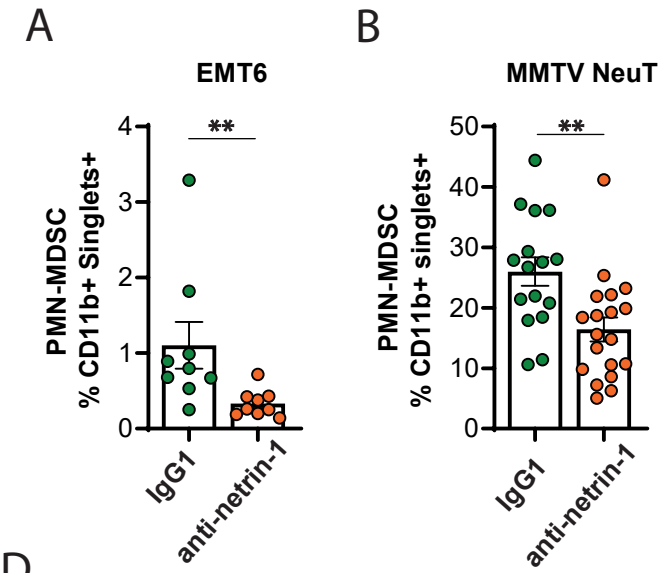 A
EMT6
PMN-MDSC
% CD11b+ Singlets+
4
3
2
1
0
**
IgG1
anti-netrin-1
B
MMTV NeuT
PMN-MDSC
% CD11b+ singlets+
50
40
30
20
10
0
**
IgG1
anti-netrin-1
D